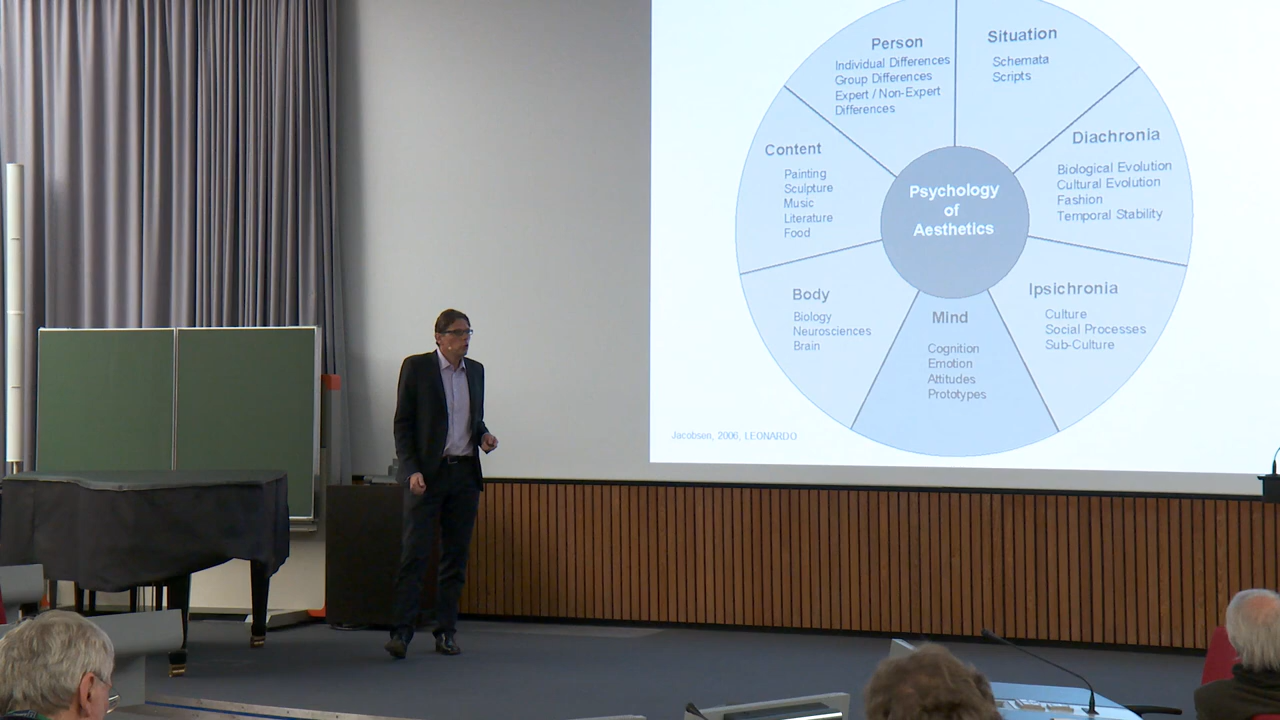 Person
Individual Differences
Group Differences
Expert / Non-Expert
Differences
Situation
Schemata
Scripts
Diachronia
Biological Evolution
Cultural Evolution
Fashion
Temporal Stability
Content
Painting
Sculpture
Music
Literature
Food
Psychology
of
Aesthetics
Body
Biology
Neurosciences
Brain
Mind
Cognition
Emotion
Attitudes
Prototypes
Ipsichronia
Culture
Social Processes
Sub-Culture
Jacobsen, 2006, LEONARDO